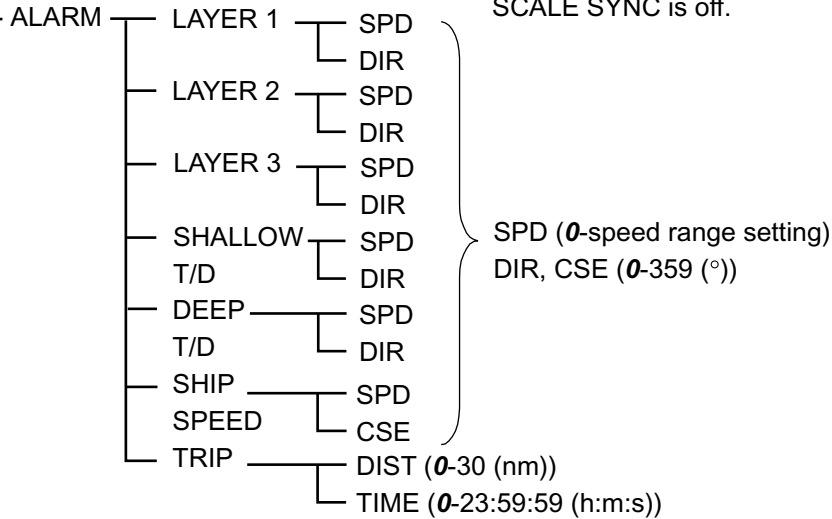 SCALE SYNC is off.
ALARM
LAYER 1
SPD
DIR
LAYER 2
SPD
DIR
LAYER 3
SPD
DIR
SHALLOW
T/D
SPD
DIR
DEEP
T/D
SPD
DIR
SHIP
SPEED
SPD
CSE
SPD (0-speed range setting)
DIR, CSE (0-359 (°))
TRIP
DIST (0-30 (nm))
TIME (0-23:59:59 (h:m:s))